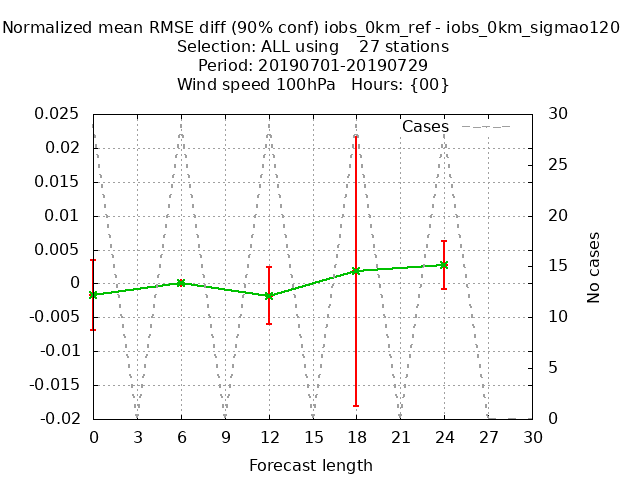 Normalized mean RMSE diff (90% conf) iobs_0km_ref - iobs_0km_sigmao120
Selection: ALL using    27 stations
Period: 20190701-20190729
Wind speed 100hPa   Hours: {00}
Cases
0.025
0.02
0.015
0.01
0.005
0
-0.005
-0.01
-0.015
-0.02
30
25
20
15
10
5
0
No cases
0 3 6 9 12 15 18 21 24 27 30
Forecast length